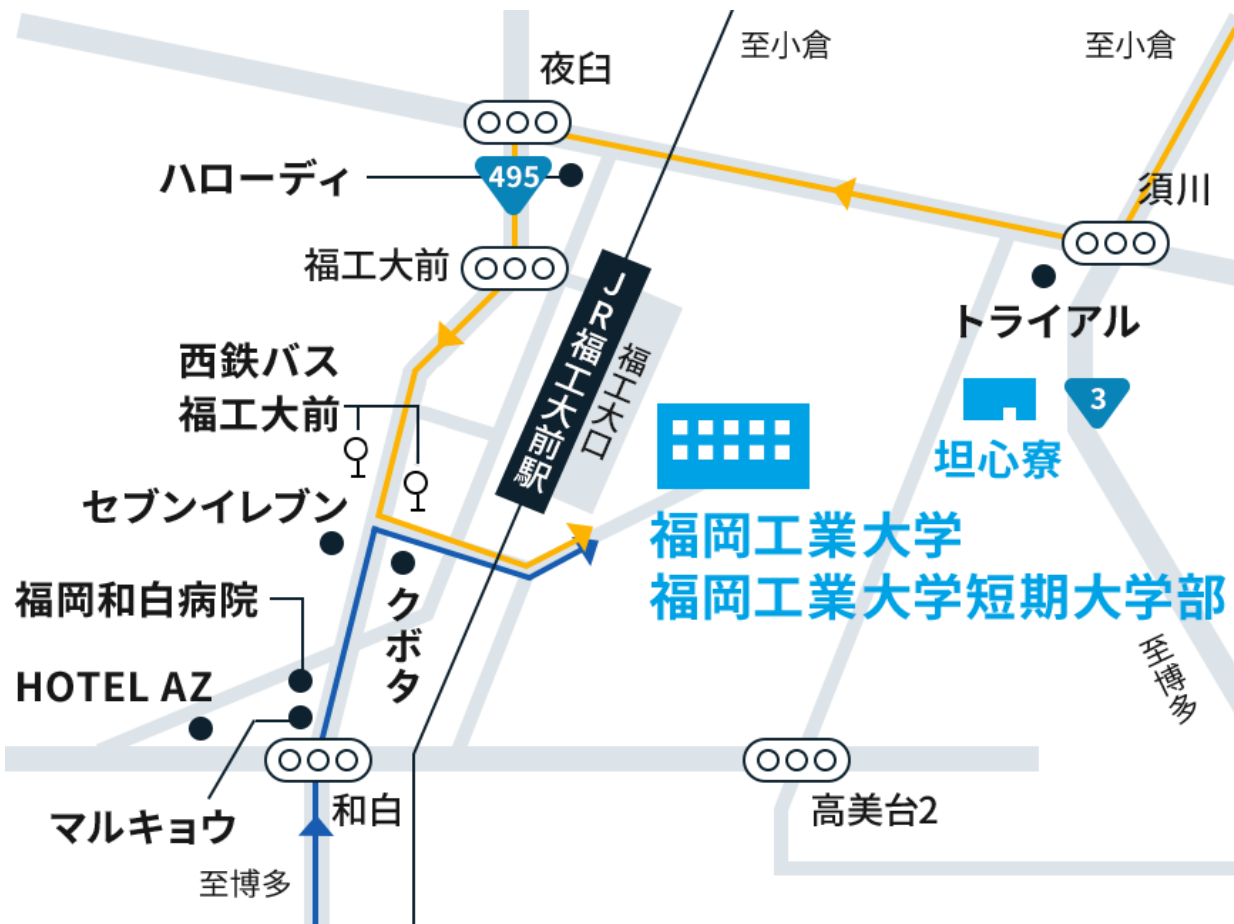 至小倉
至小倉
夜臼
ハローディ
495
須川
福工大前
トライアル
JR福工大前駅
福工大口
西鉄バス
福工大前
3
坦心寮
セブンイレブン
福岡工業大学
福岡工業大学短期大学部
福岡和白病院
クボタ
HOTEL AZ
至博多
マルキョウ
和白
高美台2
至博多